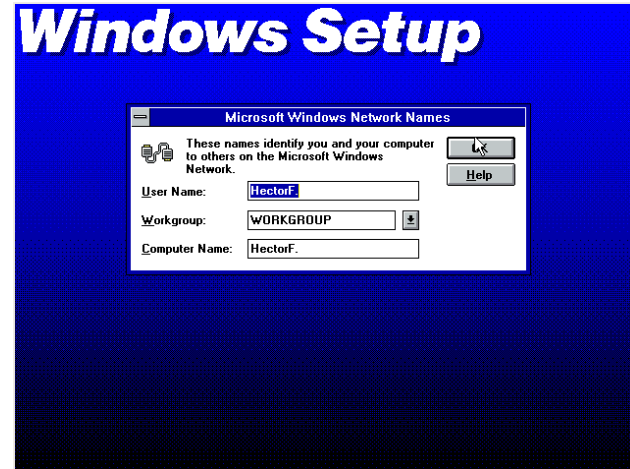 Windows Setup
Microsoft Windows Network Names
These names identify you and your computer
to others on the Microsoft Windows
Network.
OK
Help
User Name: HectorF.
Workgroup: WORKGROUP
Computer Name: HectorF.